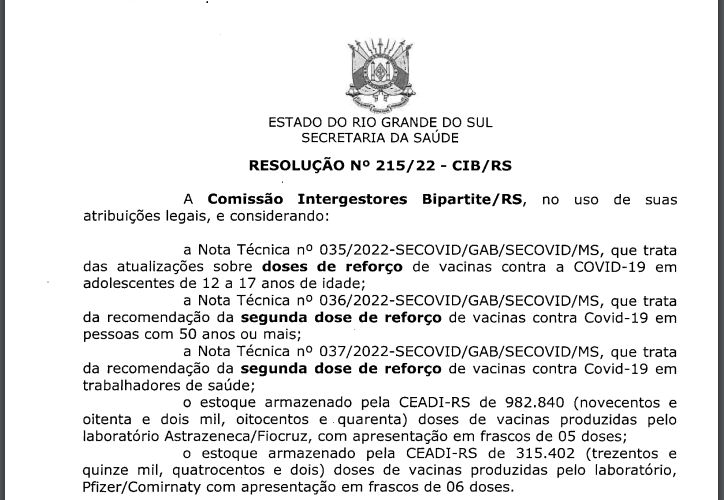 ESTADO DO RIO GRANDE DO SUL
SECRETARIA DA SAÚDE
RESOLUÇÃO Nº 215/22 - CIB/RS
A Comissão Intergestores Bipartite/RS, no uso de suas
atribuições legais, e considerando:
a Nota Técnica nº 035/2022-SECOVID/GAB/SECOVID/MS, que trata
das atualizações sobre doses de reforço de vacinas contra a COVID-19 em
adolescentes de 12 a 17 anos de idade;
a Nota Técnica nº 036/2022-SECOVID/GAB/SECOVID/MS, que trata
da recomendação da segunda dose de reforço de vacinas contra Covid-19 em
pessoas com 50 anos ou mais;
a Nota Técnica nº 037/2022-SECOVID/GAB/SECOVID/MS, que trata
da recomendação da segunda dose de reforço de vacinas contra Covid-19 em
trabalhadores de saúde;
o estoque armazenado pela CEADI-RS de 982.840 (novecentos e
oitenta e dois mil, oitocentos e quarenta) doses de vacinas produzidas pelo
laboratório Astrazeneca/Fiocruz, com apresentação em frascos de 05 doses;
o estoque armazenado pela CEADI-RS de 315.402 (trezentos e
quinze mil, quatrocentos e dois) doses de vacinas produzidas pelo laboratório,
Pfizer/Comirnaty com apresentação em frascos de 06 doses.